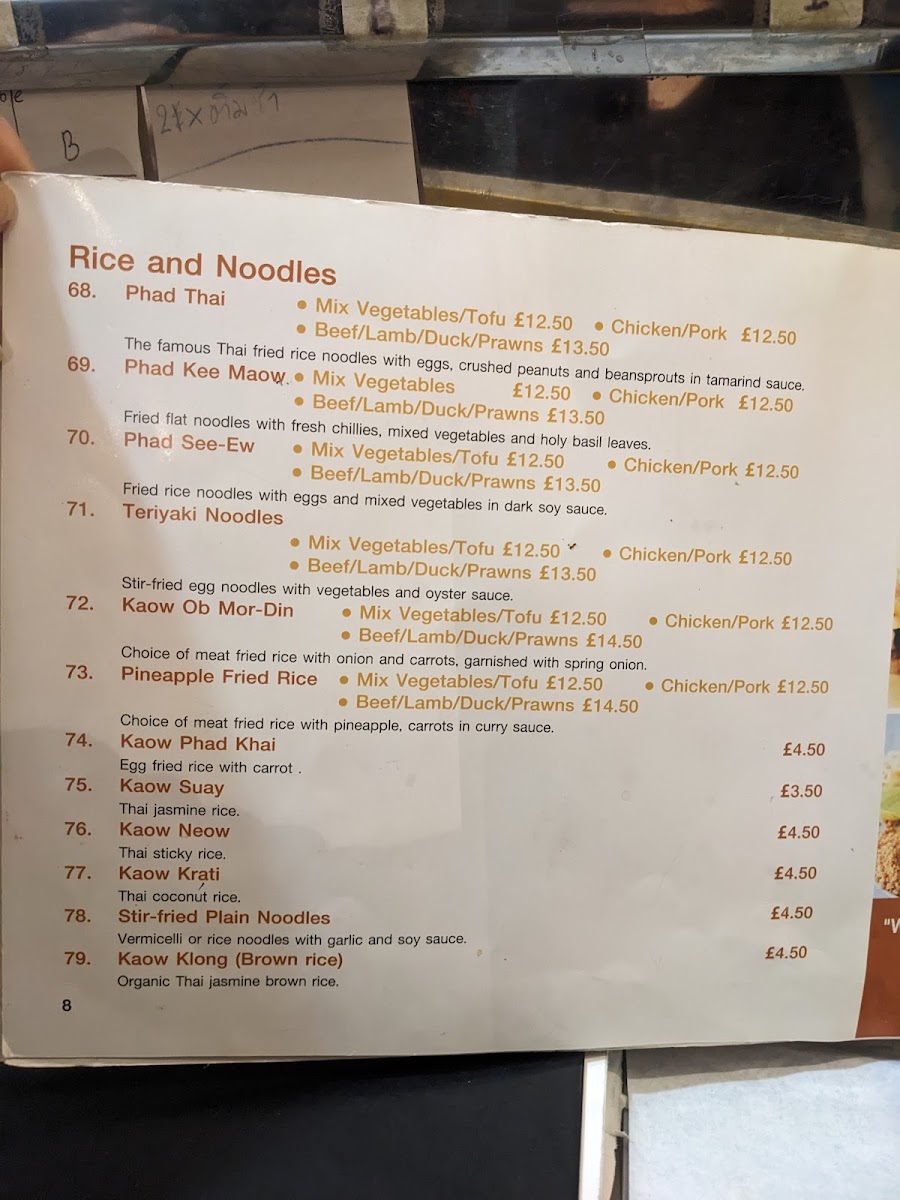 B
Rice and Noodles
68. Phad Thai • Mix Vegetables/Tofu £12.50 • Chicken/Pork £12.50
• Beef/Lamb/Duck/Prawns £13.50
The famous Thai fried rice noodles with eggs, crushed peanuts and beansprouts in tamarind sauce.
69. Phad Kee Maow. • Mix Vegetables £12.50 • Chicken/Pork £12.50
• Beef/Lamb/Duck/Prawns £13.50
Fried flat noodles with fresh chillies, mixed vegetables and holy basil leaves.
70. Phad See-Ew • Mix Vegetables/Tofu £12.50 • Chicken/Pork £12.50
• Beef/Lamb/Duck/Prawns £13.50
Fried rice noodles with eggs and mixed vegetables in dark soy sauce.
71. Teriyaki Noodles
• Mix Vegetables/Tofu £12.50 • Chicken/Pork £12.50
• Beef/Lamb/Duck/Prawns £13.50
Stir-fried egg noodles with vegetables and oyster sauce.
72. Kaow Ob Mor-Din • Mix Vegetables/Tofu £12.50 • Chicken/Pork £12.50
• Beef/Lamb/Duck/Prawns £14.50
Choice of meat fried rice with onion and carrots, garnished with spring onion.
73. Pineapple Fried Rice • Mix Vegetables/Tofu £12.50 • Chicken/Pork £12.50
• Beef/Lamb/Duck/Prawns £14.50
Choice of meat fried rice with pineapple, carrots in curry sauce.
74. Kaow Phad Khai £4.50
Egg fried rice with carrot .
75. Kaow Suay £3.50
Thai jasmine rice.
76. Kaow Neow £4.50
Thai sticky rice.
77. Kaow Krati £4.50
Thai coconut rice.
78. Stir-fried Plain Noodles £4.50
Vermicelli or rice noodles with garlic and soy sauce.
79. Kaow Klong (Brown rice) £4.50
Organic Thai jasmine brown rice.
8